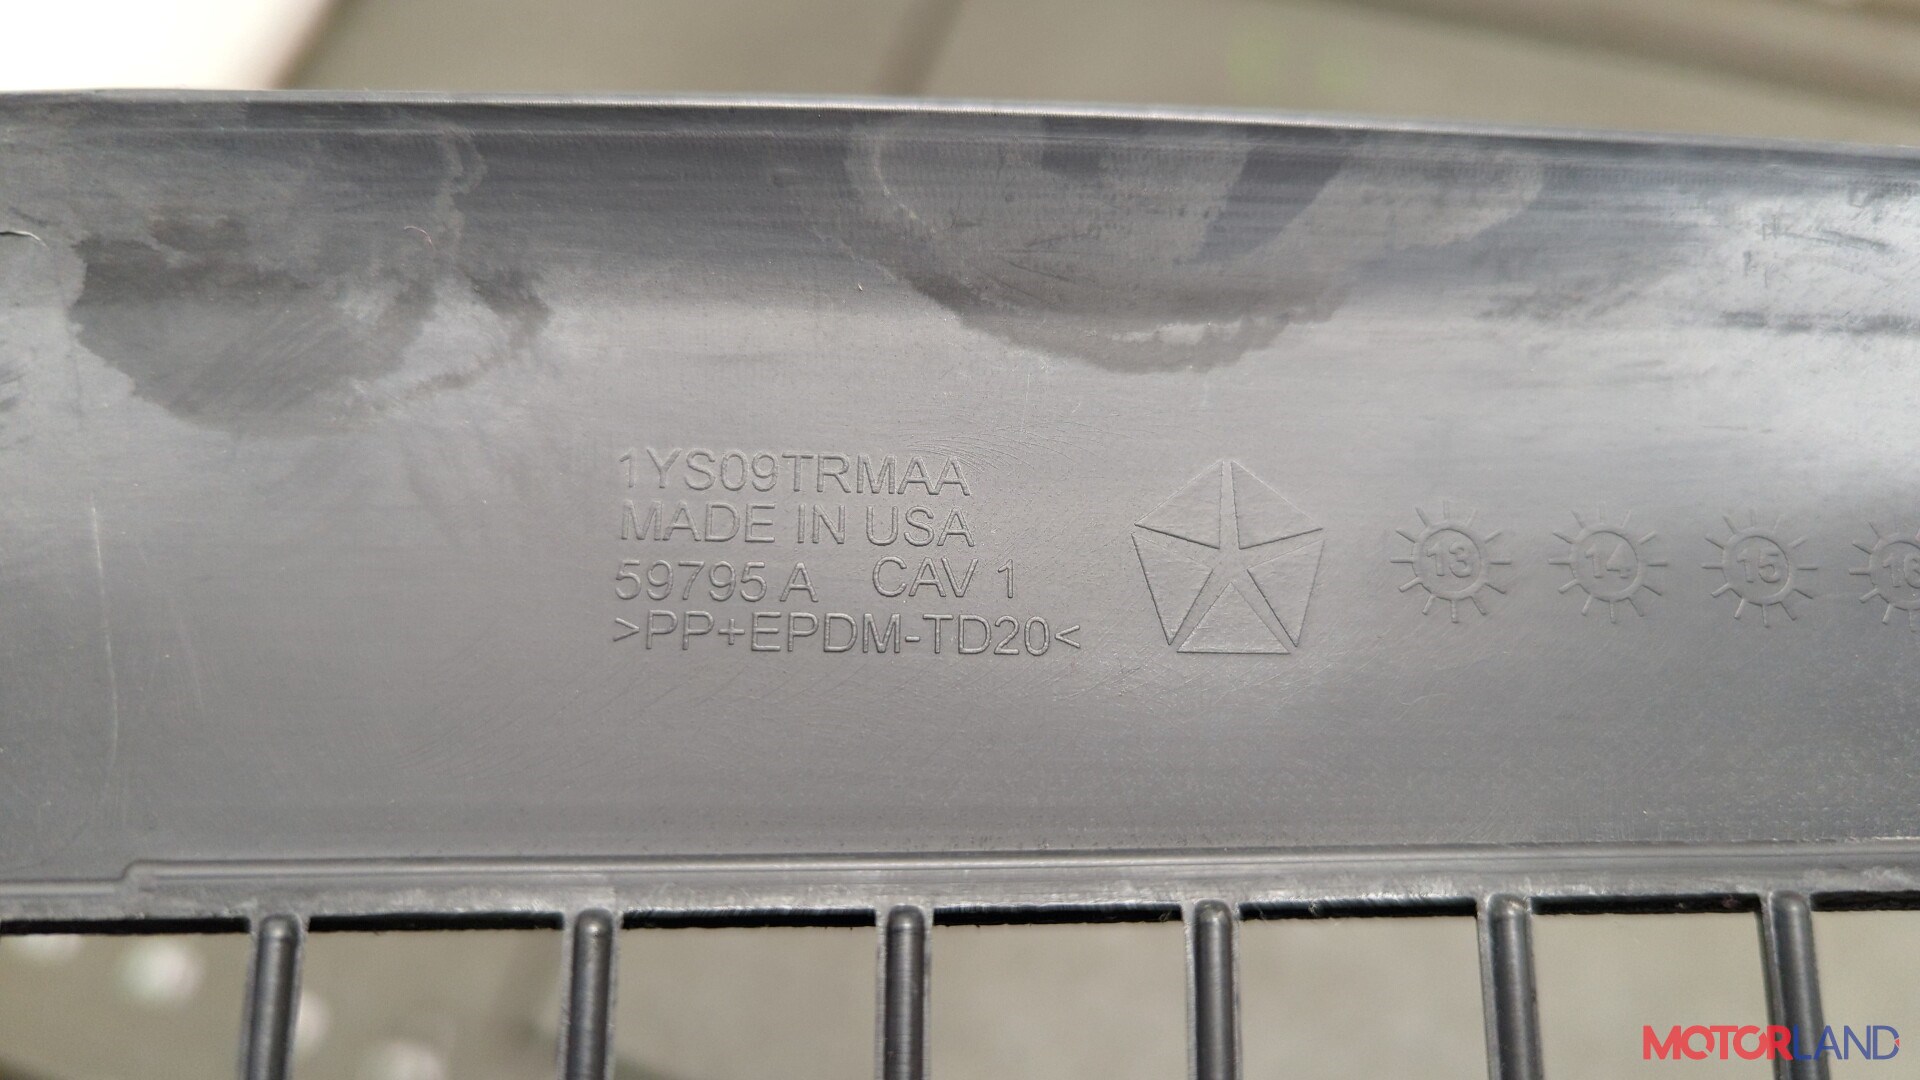 1YS09TRMAA
MADE IN USA
59795 A CAV 1
>PP+EPDM-TD20<
13 14 15
MOTORLAND